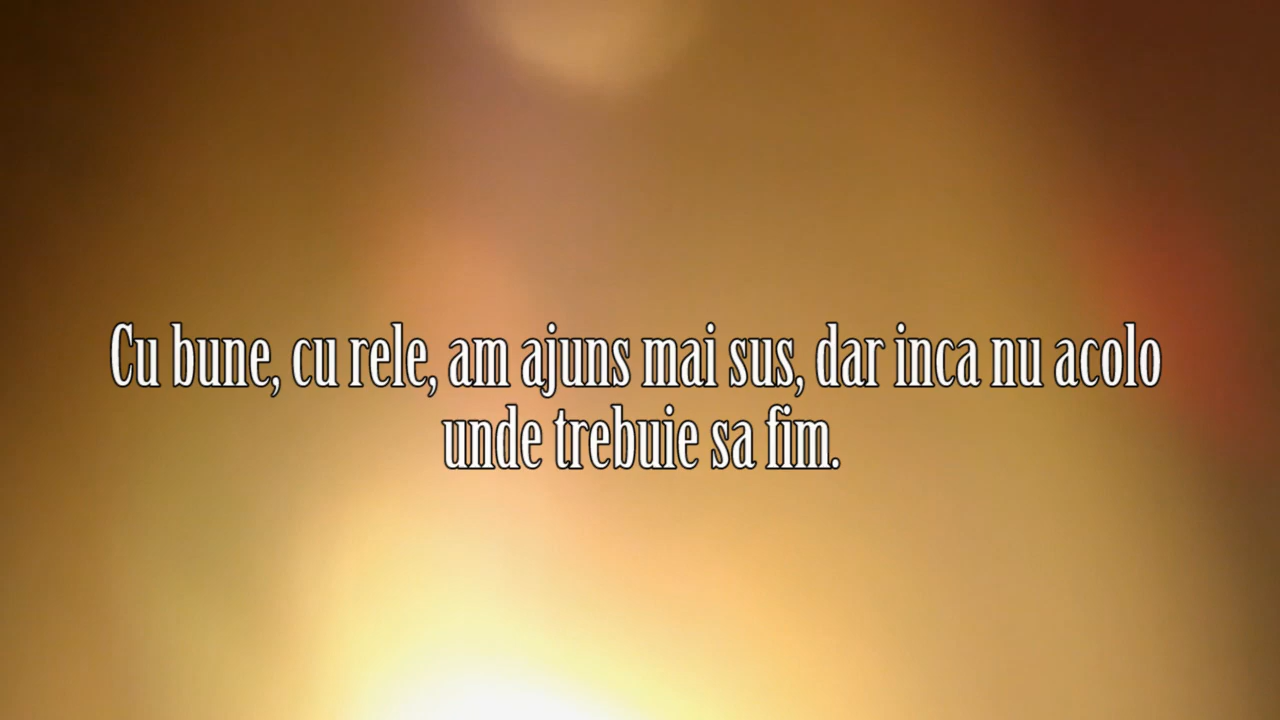 Cu bune, cu rele, am ajuns mai sus, dar inca nu acolo
unde trebuie sa fim.